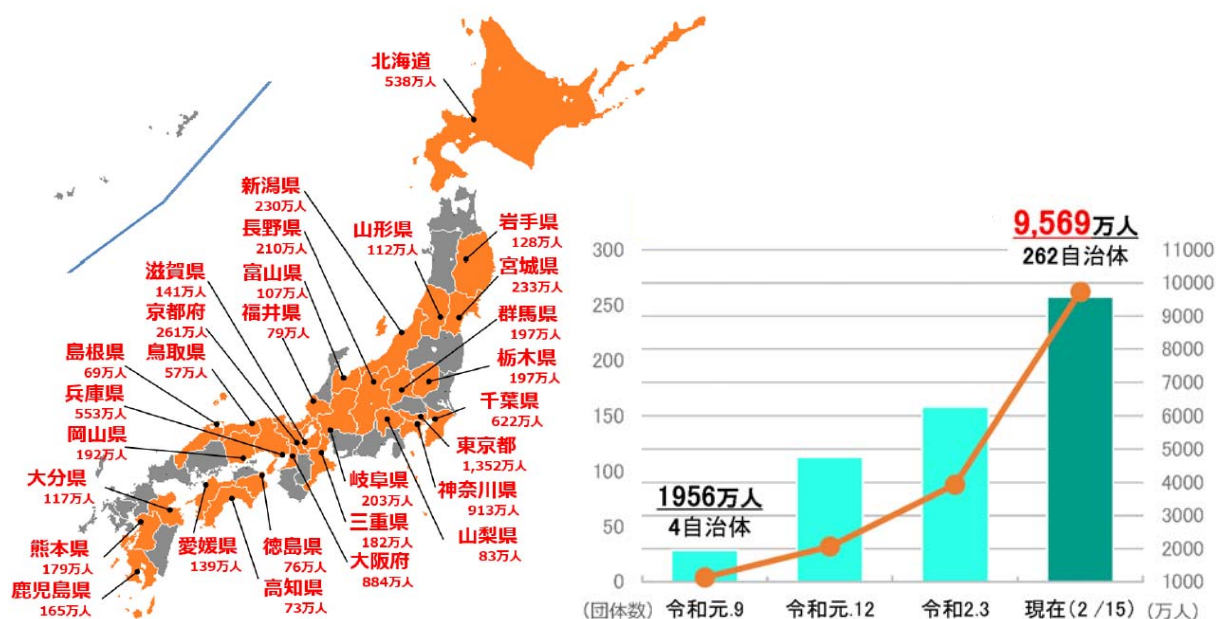 北海道
538万人
新潟県
230万人
長野県
210万人
山形県
112万人
岩手県
128万人
滋賀県
141万人
富山県
107万人
宮城県
233万人
京都府
261万人
福井県
79万人
群馬県
197万人
島根県
69万人
鳥取県
57万人
栃木県
197万人
兵庫県
553万人
千葉県
622万人
岡山県
192万人
東京都
1,352万人
大分県
117万人
岐阜県
203万人
神奈川県
913万人
熊本県
179万人
愛媛県
139万人
徳島県
76万人
三重県
182万人
山梨県
83万人
鹿児島県
165万人
高知県
73万人
大阪府
884万人
9,569万人
262自治体
1956万人
4自治体
300
250
200
150
100
50
0
11000
10000
9000
8000
7000
6000
5000
4000
3000
2000
1000
(団体数) 令和元.9 令和元.12 令和2.3 現在(2/15) (万人)